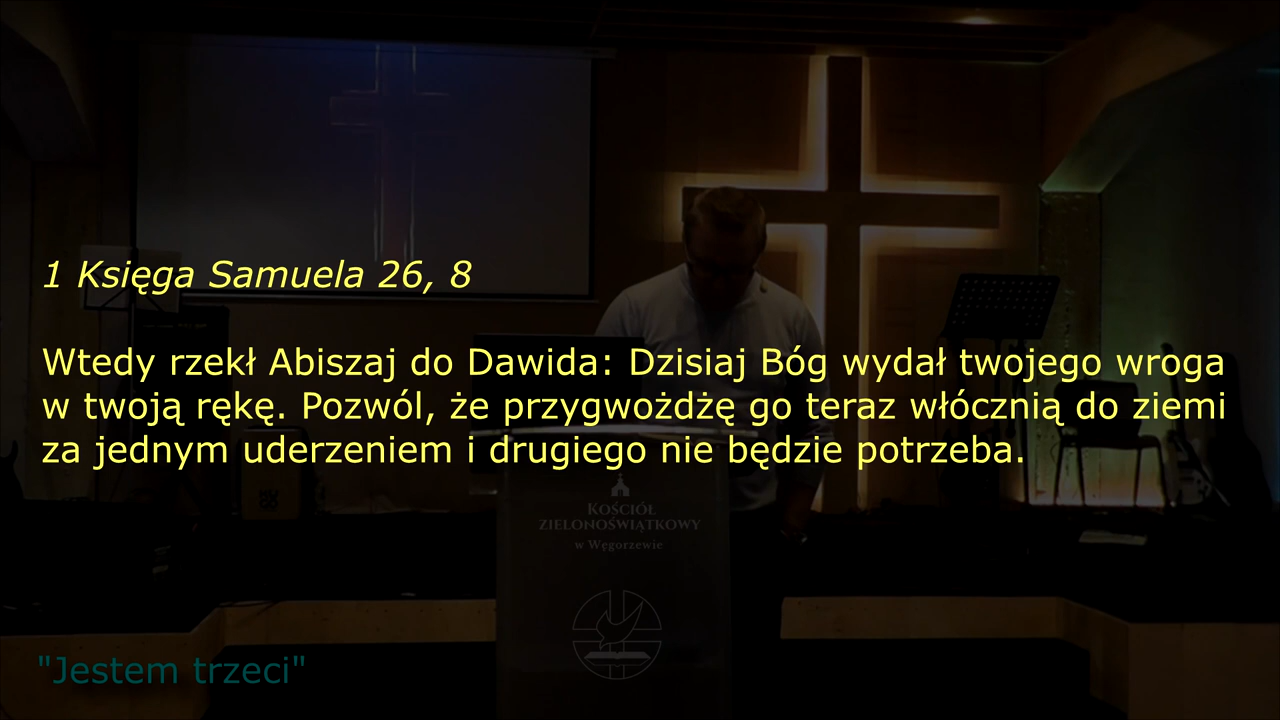 1 Księga Samuela 26, 8
Wtedy rzekł Abiszaj do Dawida: Dzisiaj Bóg wydał twojego wroga
w twoją rękę. Pozwól, że przygwożdżę go teraz włócznią do ziemi
za jednym uderzeniem i drugiego nie będzie potrzeba.
KOŚCIÓŁ
ZIELONOŚWIĄTKOWY
w Węgorzewie
"Jestem trzeci"